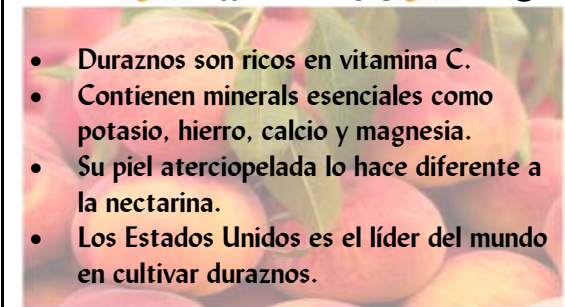 • Duraznos son ricos en vitamina C.
• Contienen minerals esenciales como
potasio, hierro, calcio y magnesia.
• Su piel aterciopelada lo hace diferente a
la nectarina.
• Los Estados Unidos es el líder del mundo
en cultivar duraznos.